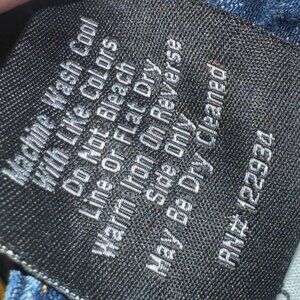 Machine Wash Cool
With Like Colors
Do Not Bleach
Line Or Flat Dry
Warm Iron On Reverse
Side Only
May Be Dry Cleaned
RN# 122934